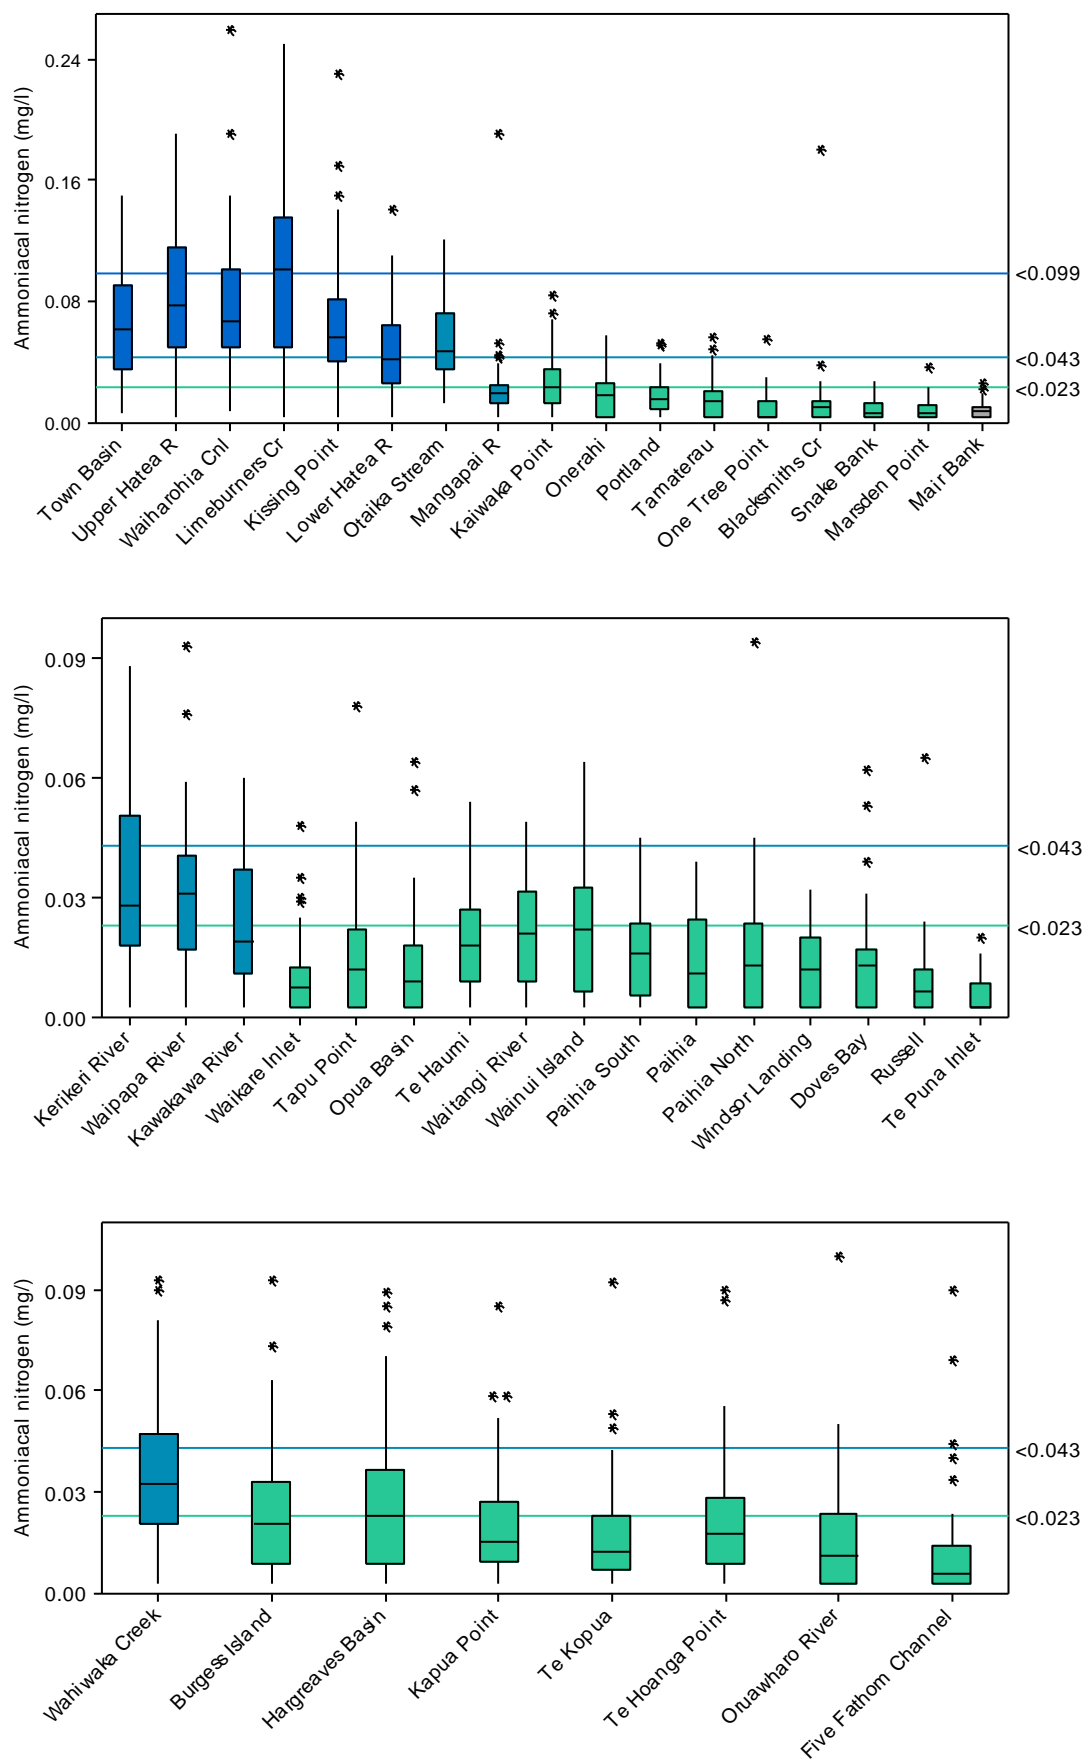 Ammoniacal nitrogen (mg/l)
0.24
0.16
0.08
0.00
<0.099
<0.043
<0.023
Town Basin
Upper Hatea R
Waiharohia Cnl
Limeburners Cr
Kissing Point
Lower Hatea R
Otaika Stream
Mangapai R
Kaiwaka Point
Onerahi
Portland
Tamaterau
One Tree Point
Blacksmiths Cr
Snake Bank
Marsden Point
Mair Bank
Ammoniacal nitrogen (mg/l)
0.09
0.06
0.03
0.00
<0.043
<0.023
Kerikeri River
Waipapa River
Kawakawa River
Waikare Inlet
Tapu Point
Opua Basin
Te Haumi
Waitangi River
Wainui Island
Paihia South
Paihia
Paihia North
Windsor Landing
Doves Bay
Russell
Te Puna Inlet
Ammoniacal nitrogen (mg/)
0.09
0.06
0.03
0.00
<0.043
<0.023
Wahiwaka Creek
Burgess Island
Hargreaves Basin
Kapua Point
Te Kopua
Te Hoanga Point
Oruawharo River
Five Fathom Channel